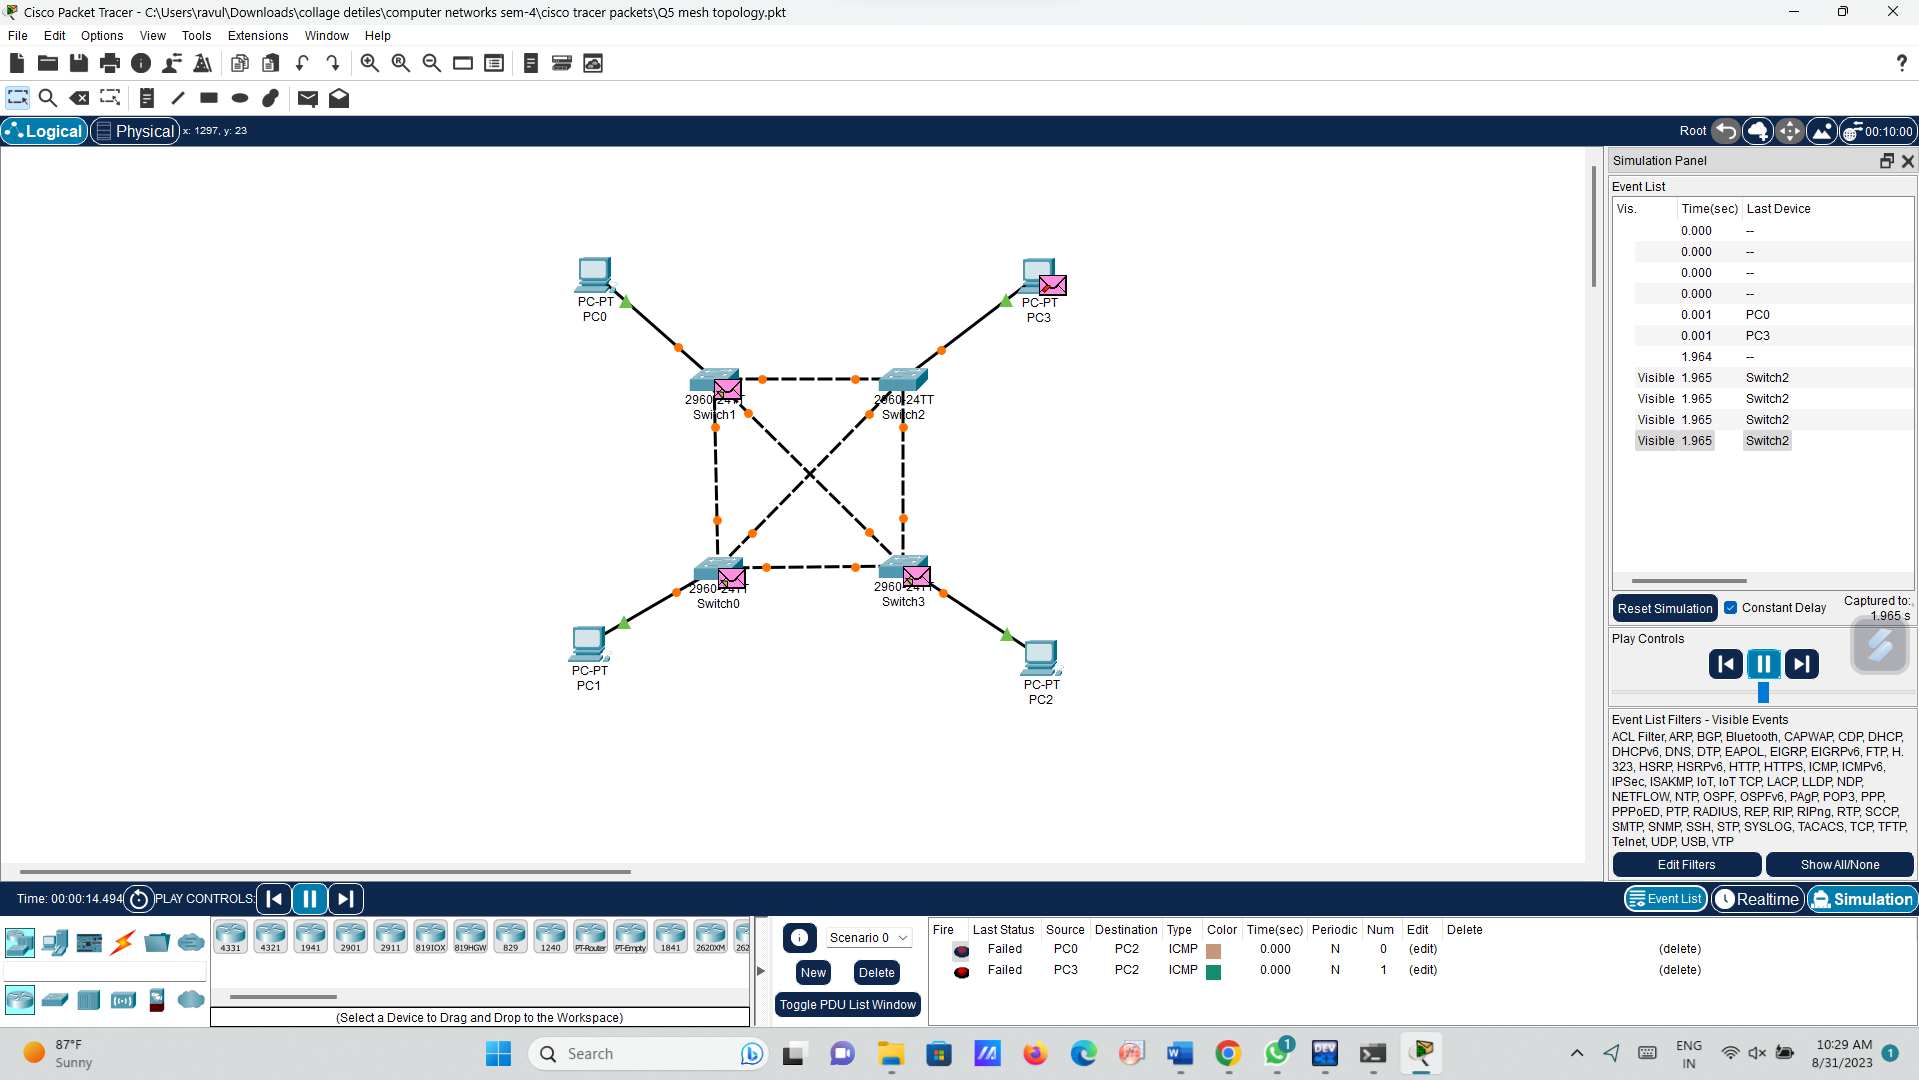 Cisco Packet Tracer - C:\Users\ravul\Downloads\collage detiles\computer networks sem-4\cisco tracer packets\Q5 mesh topology.pkt
File Edit Options View Tools Extensions Window Help
?
Logical Physical x: 1297, y: 23 Root 00:10:00
Simulation Panel
Event List
Vis. Time(sec) Last Device
0.000 --
0.000 --
0.000 --
0.000 --
0.001 PC0
0.001 PC3
1.964 --
Visible 1.965 Switch2
Visible 1.965 Switch2
Visible 1.965 Switch2
Visible 1.965 Switch2
PC-PT
PC0
PC-PT
PC3
2960-24TT
Switch1
2960-24TT
Switch2
2960-24TT
Switch0
2960-24TT
Switch3
PC-PT
PC1
PC-PT
PC2
Reset Simulation Constant Delay Captured to:
1.965 s
Play Controls
Event List Filters - Visible Events
ACL Filter, ARP, BGP, Bluetooth, CAPWAP, CDP, DHCP,
DHCPv6, DNS, DTP, EAPOL, EIGRP, EIGRPv6, FTP, H.
323, HSRP, HSRPv6, HTTP, HTTPS, ICMP, ICMPv6,
IPSec, ISAKMP, IoT, IoT TCP, LACP, LLDP, NDP,
NETFLOW, NTP, OSPF, OSPFv6, PAgP, POP3, PPP,
PPPoED, PTP, RADIUS, REP, RIP, RIPng, RTP, SCCP,
SMTP, SNMP, SSH, STP, SYSLOG, TACACS, TCP, TFTP,
Telnet, UDP, USB, VTP
Edit Filters Show All/None
Time: 00:00:14.494 PLAY CONTROLS: Event List Realtime Simulation
4331 4321 1941 2901 2911 819IOX 819HGW 829 1240 PT-Router PT-Empty 1841 2620XM 262
(Select a Device to Drag and Drop to the Workspace)
Scenario 0
New Delete
Toggle PDU List Window
Fire Last Status Source Destination Type Color Time(sec) Periodic Num Edit Delete
Failed PC0 PC2 ICMP 0.000 N 0 (edit) (delete)
Failed PC3 PC2 ICMP 0.000 N 1 (edit) (delete)
87°F
Sunny
Search
DEV
1
ENG
IN
10:29 AM
8/31/2023
1